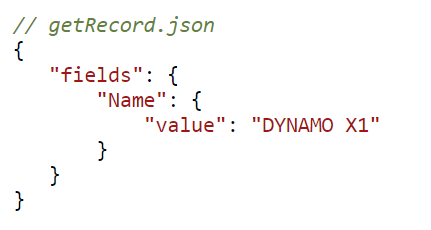 // getRecord.json
{
    "fields": {
        "Name": {
            "value": "DYNAMO X1"
        }
    }
}